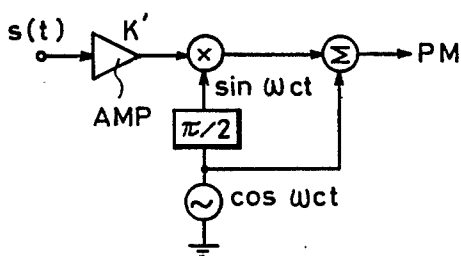 s(t)
K'
×
Σ
PM
AMP
sin ωct
π/2
~
cos ωct